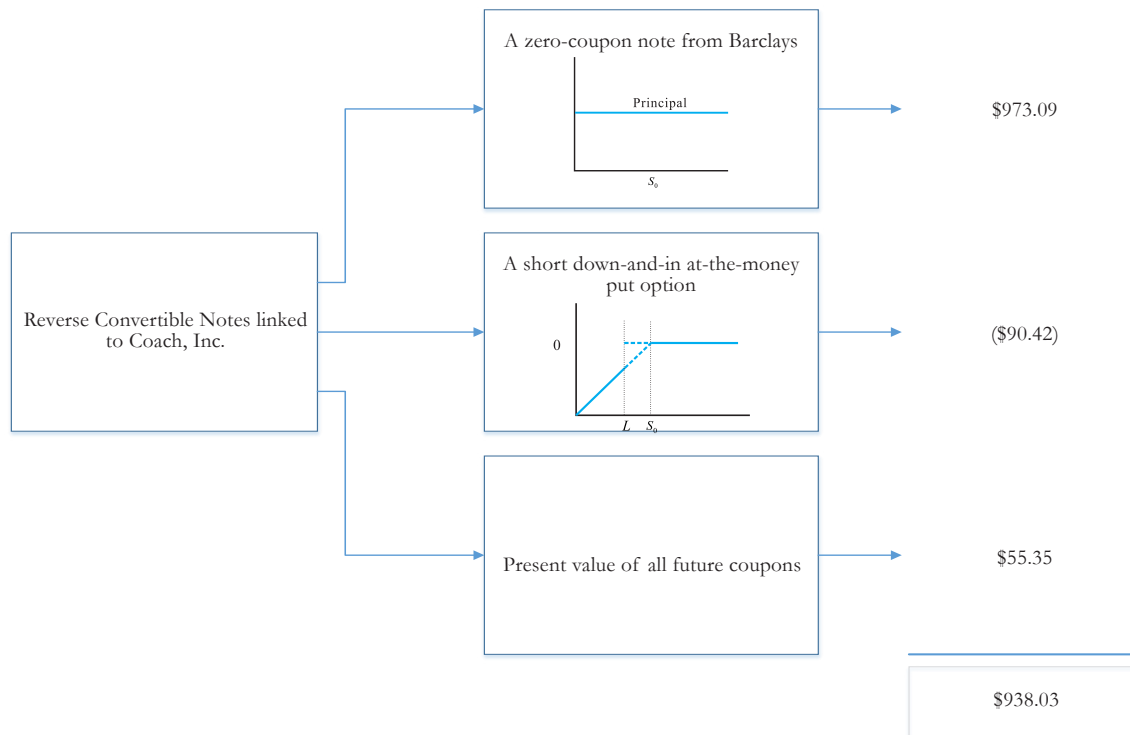 A zero-coupon note from Barclays
Principal
S₀
$973.09
Reverse Convertible Notes linked
to Coach, Inc.
A short down-and-in at-the-money
put option
0
L S₀
($90.42)
Present value of all future coupons
$55.35
$938.03